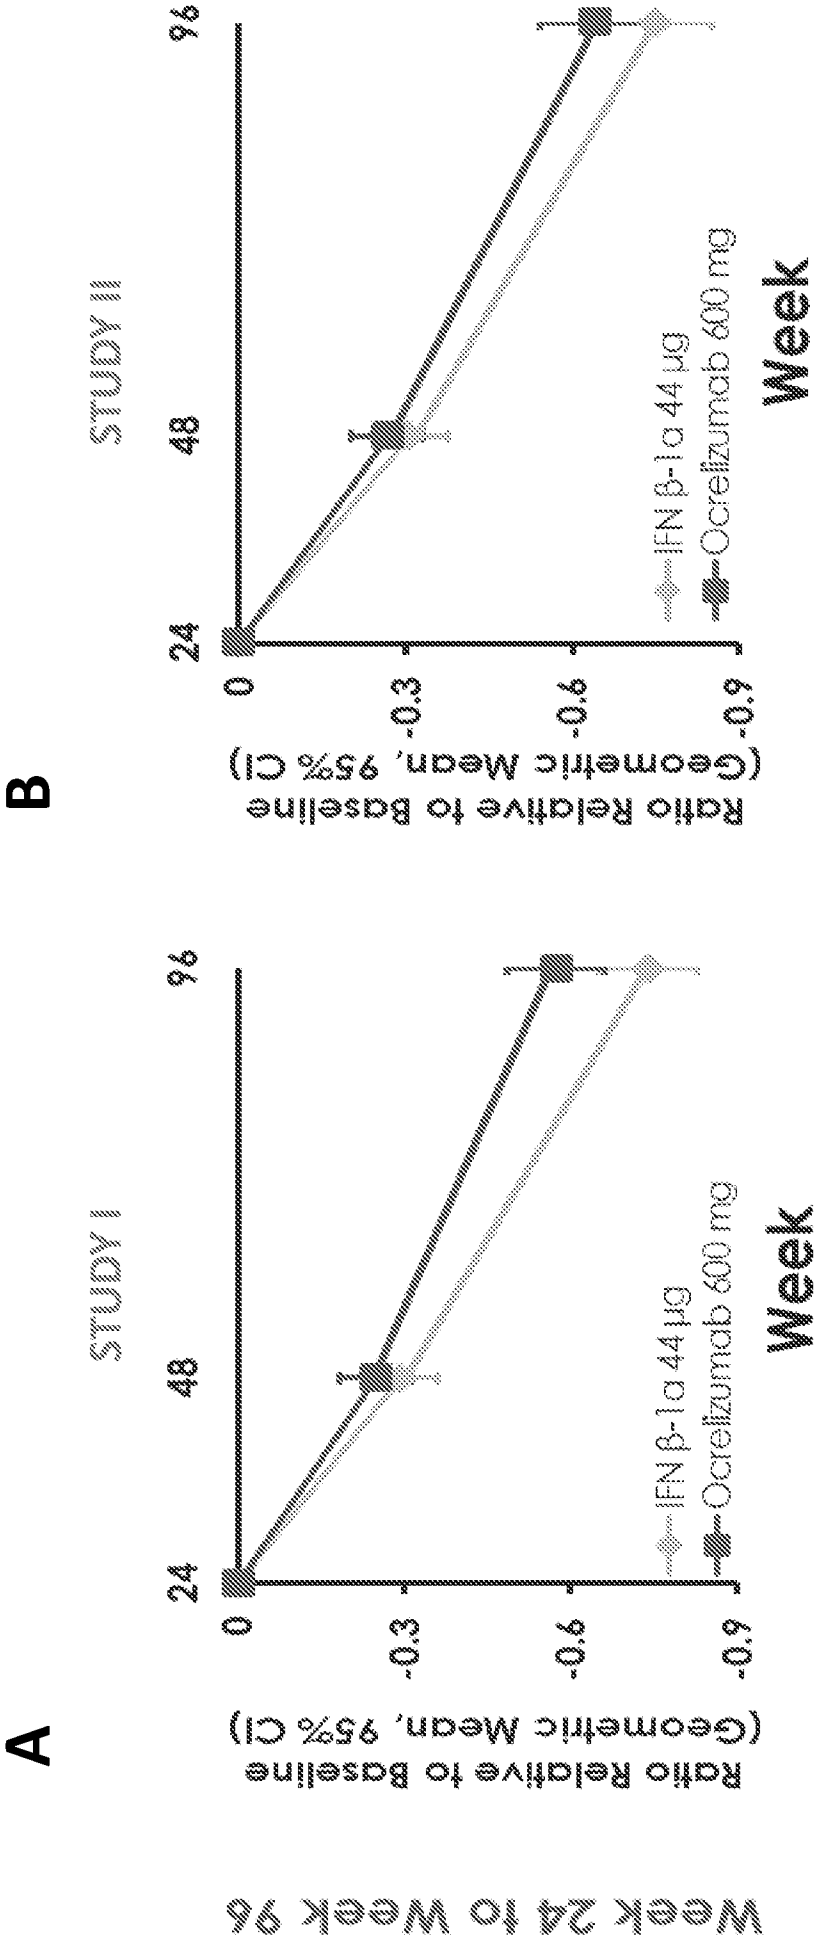 Week 24 to Week 96
A
STUDY I
24
48
96
0
-0.3
-0.6
-0.9
Ratio Relative to Baseline
(Geometric Mean, 95% CI)
IFN β-1a 44 µg
Ocrelizumab 600 mg
Week
B
STUDY II
24
48
96
0
-0.3
-0.6
-0.9
Ratio Relative to Baseline
(Geometric Mean, 95% CI)
IFN β-1a 44 µg
Ocrelizumab 600 mg
Week